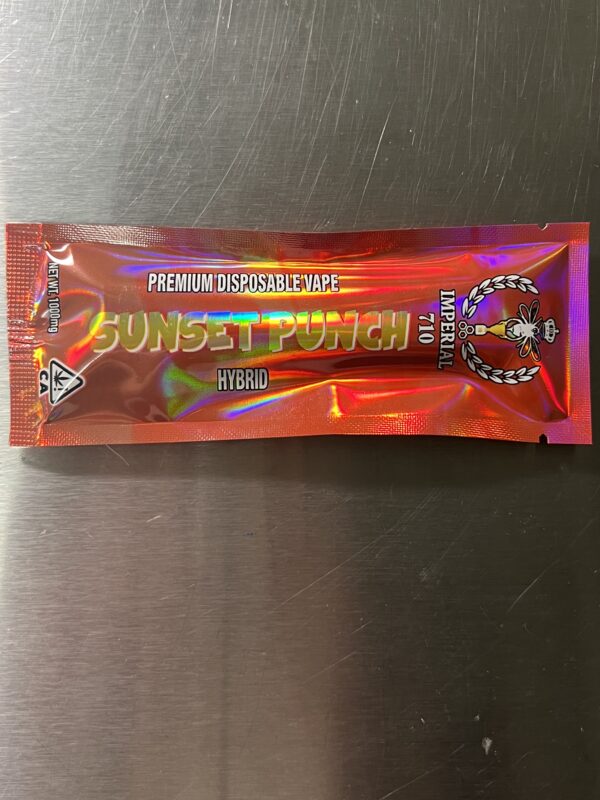 PREMIUM DISPOSABLE VAPE
SUNSET PUNCH
HYBRID
NET WT. 1000mg
CA
IMPERIAL
710